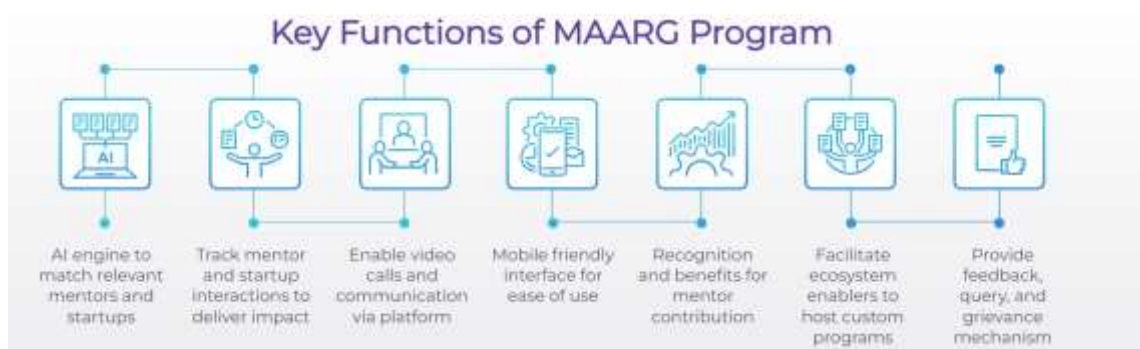 Key Functions of MAARG Program
AI
AI engine to
match relevant
mentors and
startups
Track mentor
and startup
interactions to
deliver impact
Enable video
calls and
communication
via platform
Mobile friendly
interface for
ease of use
Recognition
and benefits for
mentor
contribution
Facilitate
ecosystem
enablers to
host custom
programs
Provide
feedback,
query, and
grievance
mechanism